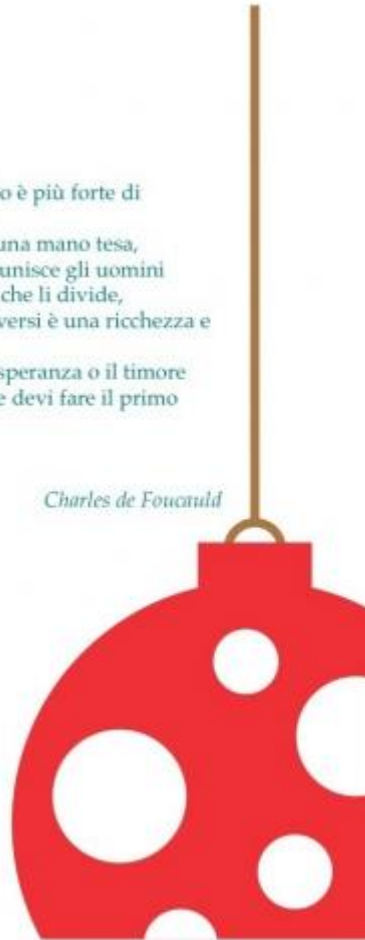 o è più forte di
una mano tesa,
unisce gli uomini
che li divide,
versi è una ricchezza e
speranza o il timore
e devi fare il primo
Charles de Foucauld